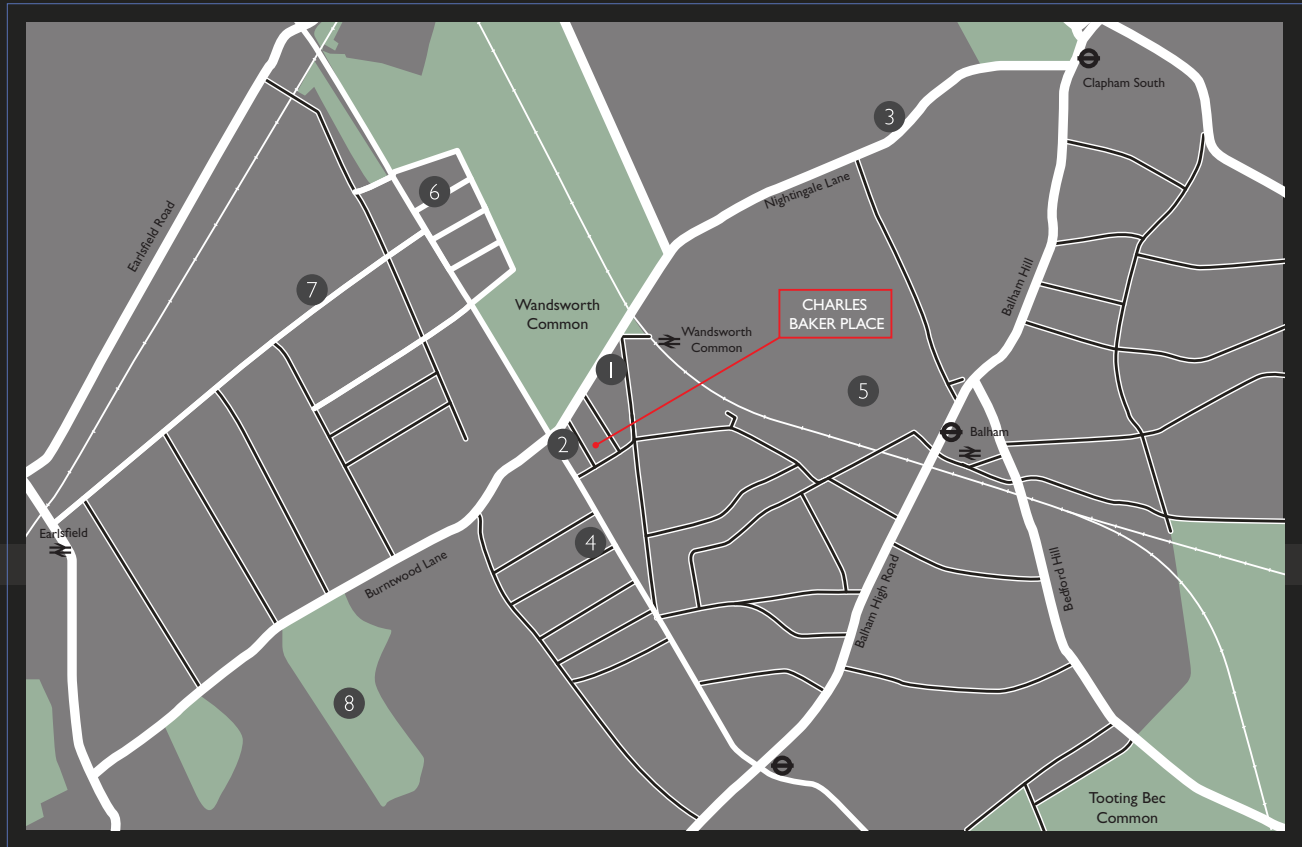 Clapham South
3
Nightingale Lane
6
Earlsfield Road
7
Balham Hill
Wandsworth
Common
CHARLES
BAKER PLACE
Wandsworth
Common
1
5
2
Balham
Earlsfield
4
Burntwood Lane
Balham High Road
Bedford Hill
8
Tooting Bec
Common